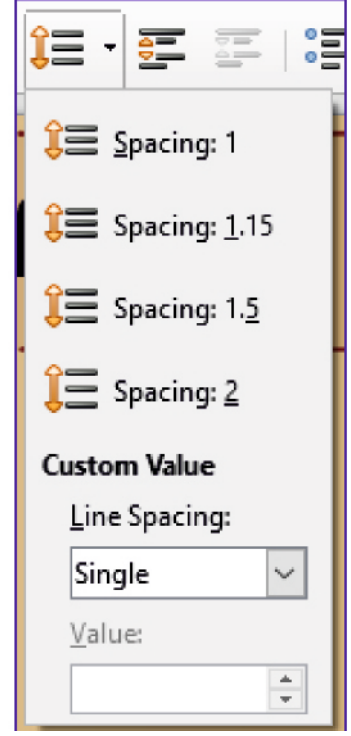 Spacing: 1
Spacing: 1.15
Spacing: 1.5
Spacing: 2
Custom Value
Line Spacing:
Single
Value: